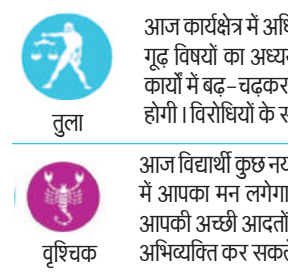 आज कार्यक्षेत्र में
गूढ़ विषयों का
कार्यों में बढ़-चढ़कर
होगी । विरोधियों के
तुला
आज विद्यार्थी कुछ
में आपका मन लगेगा
आपकी अच्छी आदतों
अभिव्यक्ति कर
वृश्चिक